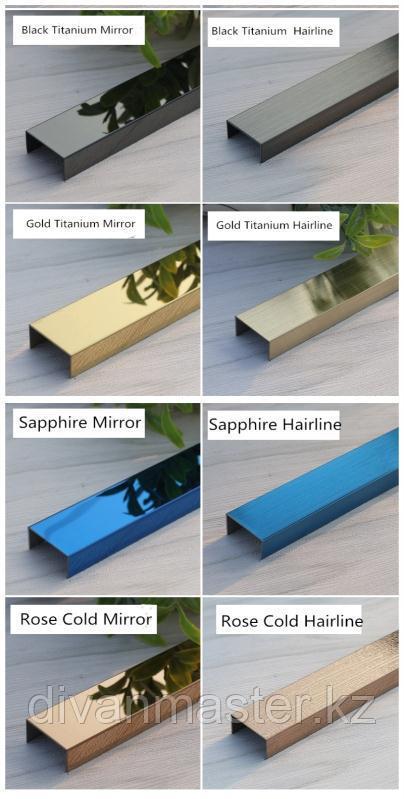 Black Titanium Mirror
Black Titanium Hairline
Gold Titanium Mirror
Gold Titanium Hairline
Sapphire Mirror
Sapphire Hairline
Rose Cold Mirror
Rose Cold Hairline
divanmaster.kz